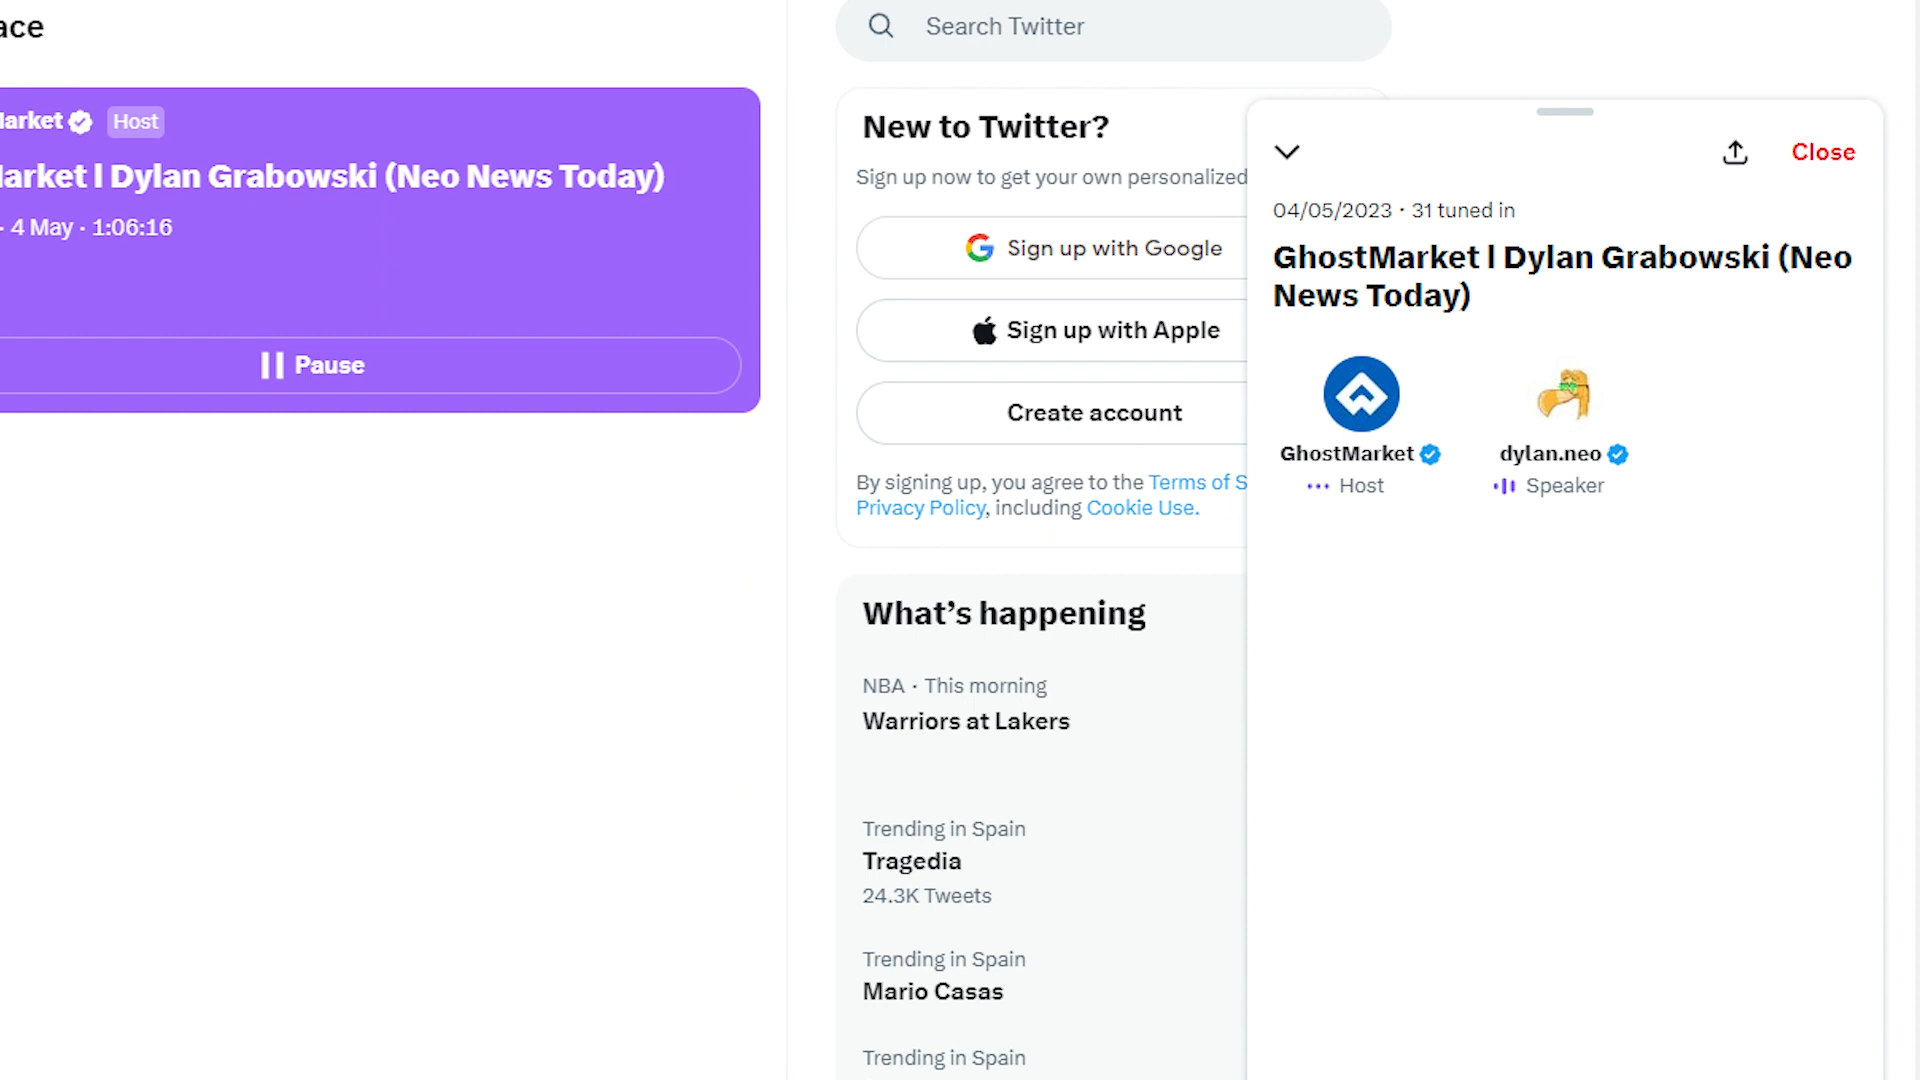 ace
Market Host
Market l Dylan Grabowski (Neo News Today)
· 4 May · 1:06:16
Pause
Search Twitter
New to Twitter?
Sign up now to get your own personalized
Sign up with Google
Sign up with Apple
Create account
By signing up, you agree to the Terms of S
Privacy Policy, including Cookie Use.
What’s happening
NBA · This morning
Warriors at Lakers
Trending in Spain
Tragedia
24.3K Tweets
Trending in Spain
Mario Casas
Trending in Spain
Close
04/05/2023 · 31 tuned in
GhostMarket l Dylan Grabowski (Neo
News Today)
GhostMarket
Host
dylan.neo
Speaker